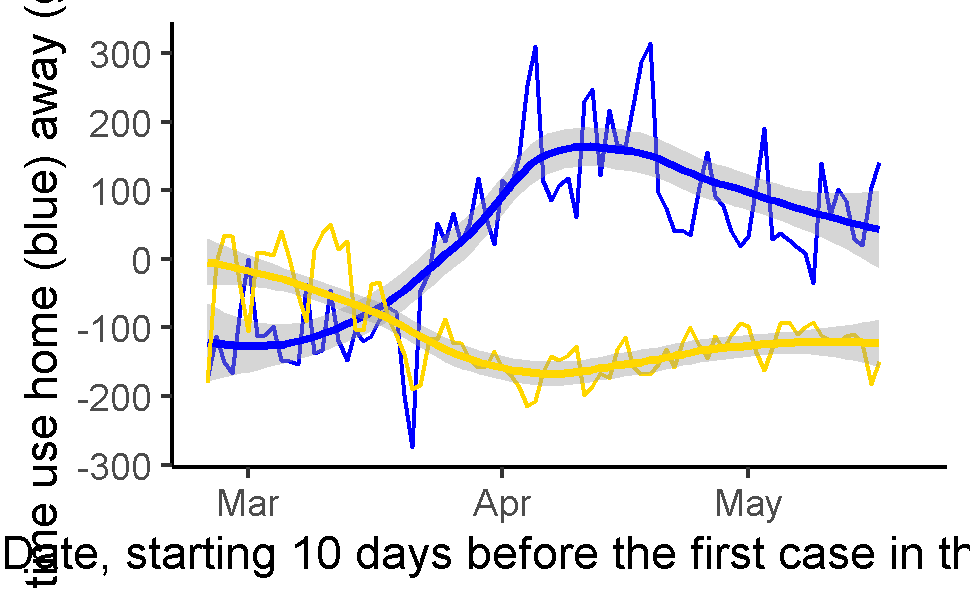 time use home (blue) away (
300
200
100
0
-100
-200
-300
Mar Apr May
Date, starting 10 days before the first case in th